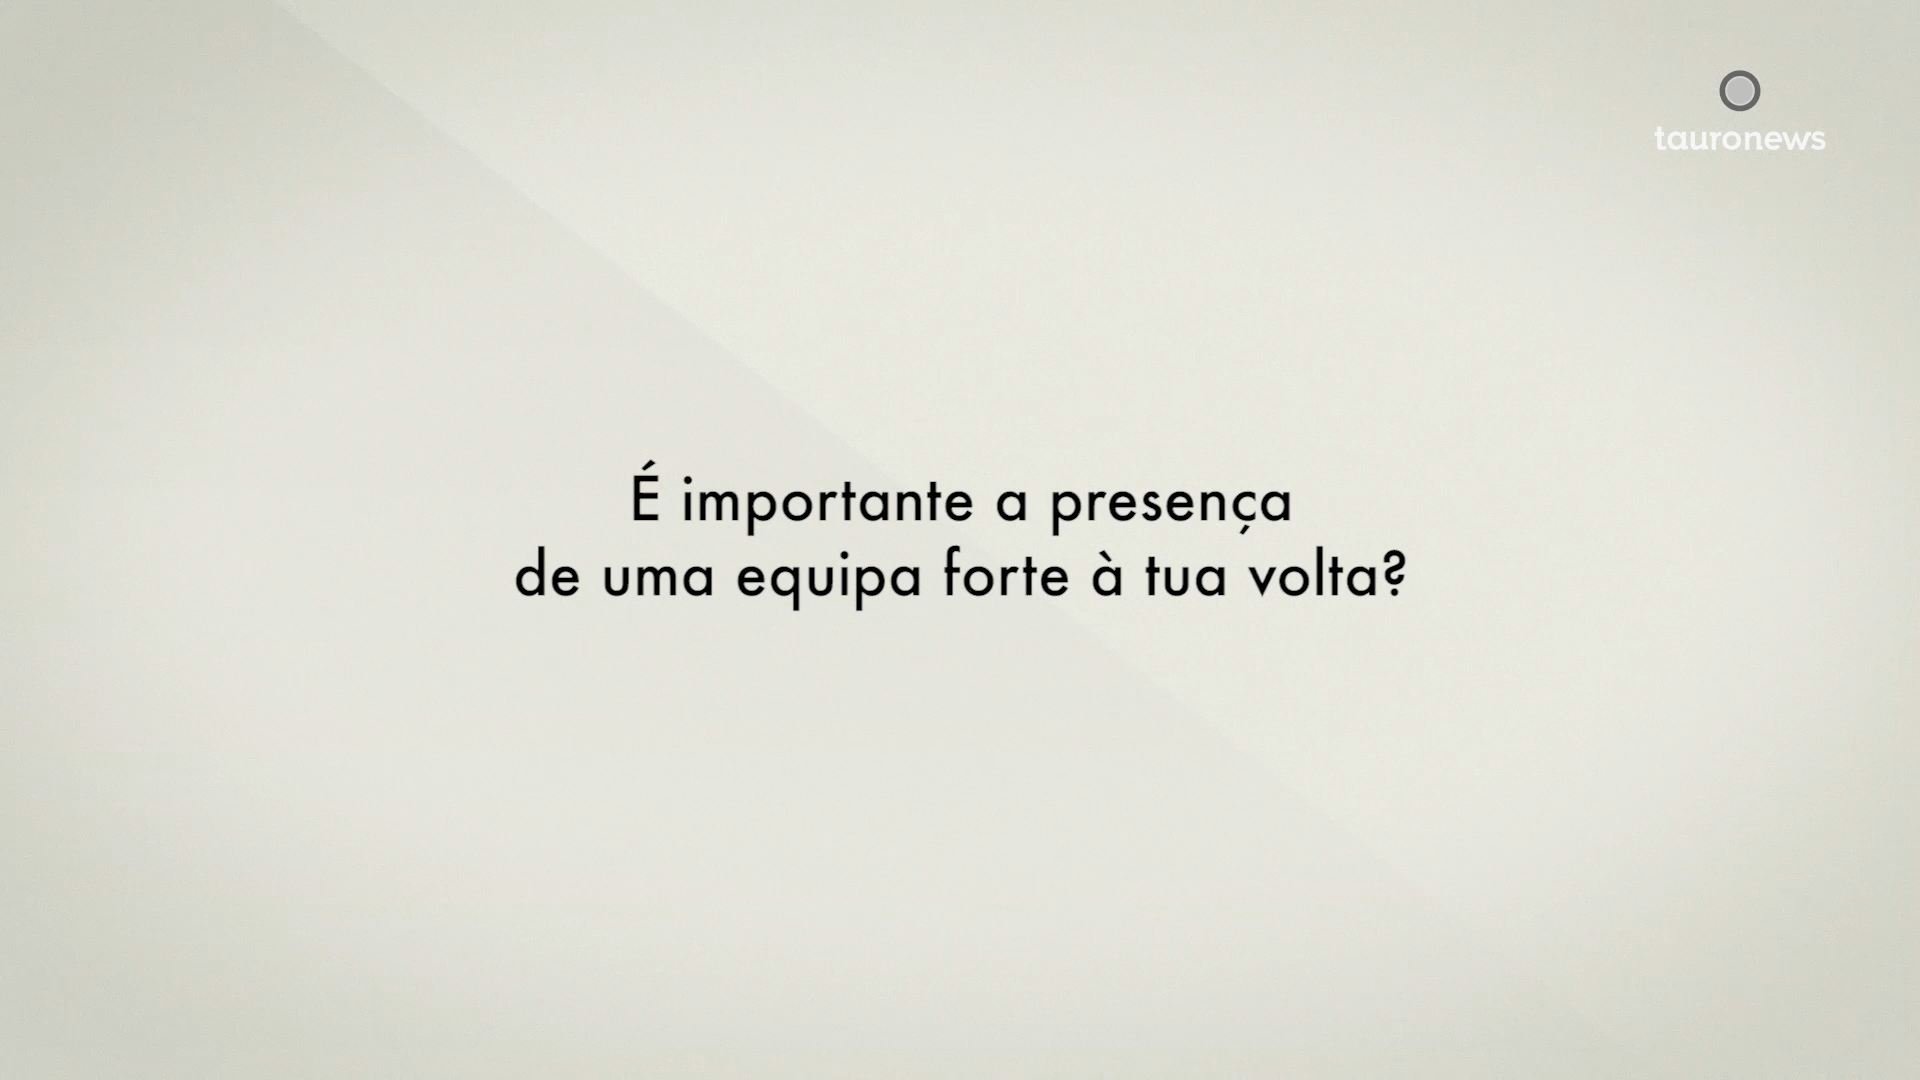 tauronews
É importante a presença
de uma equipa forte à tua volta?